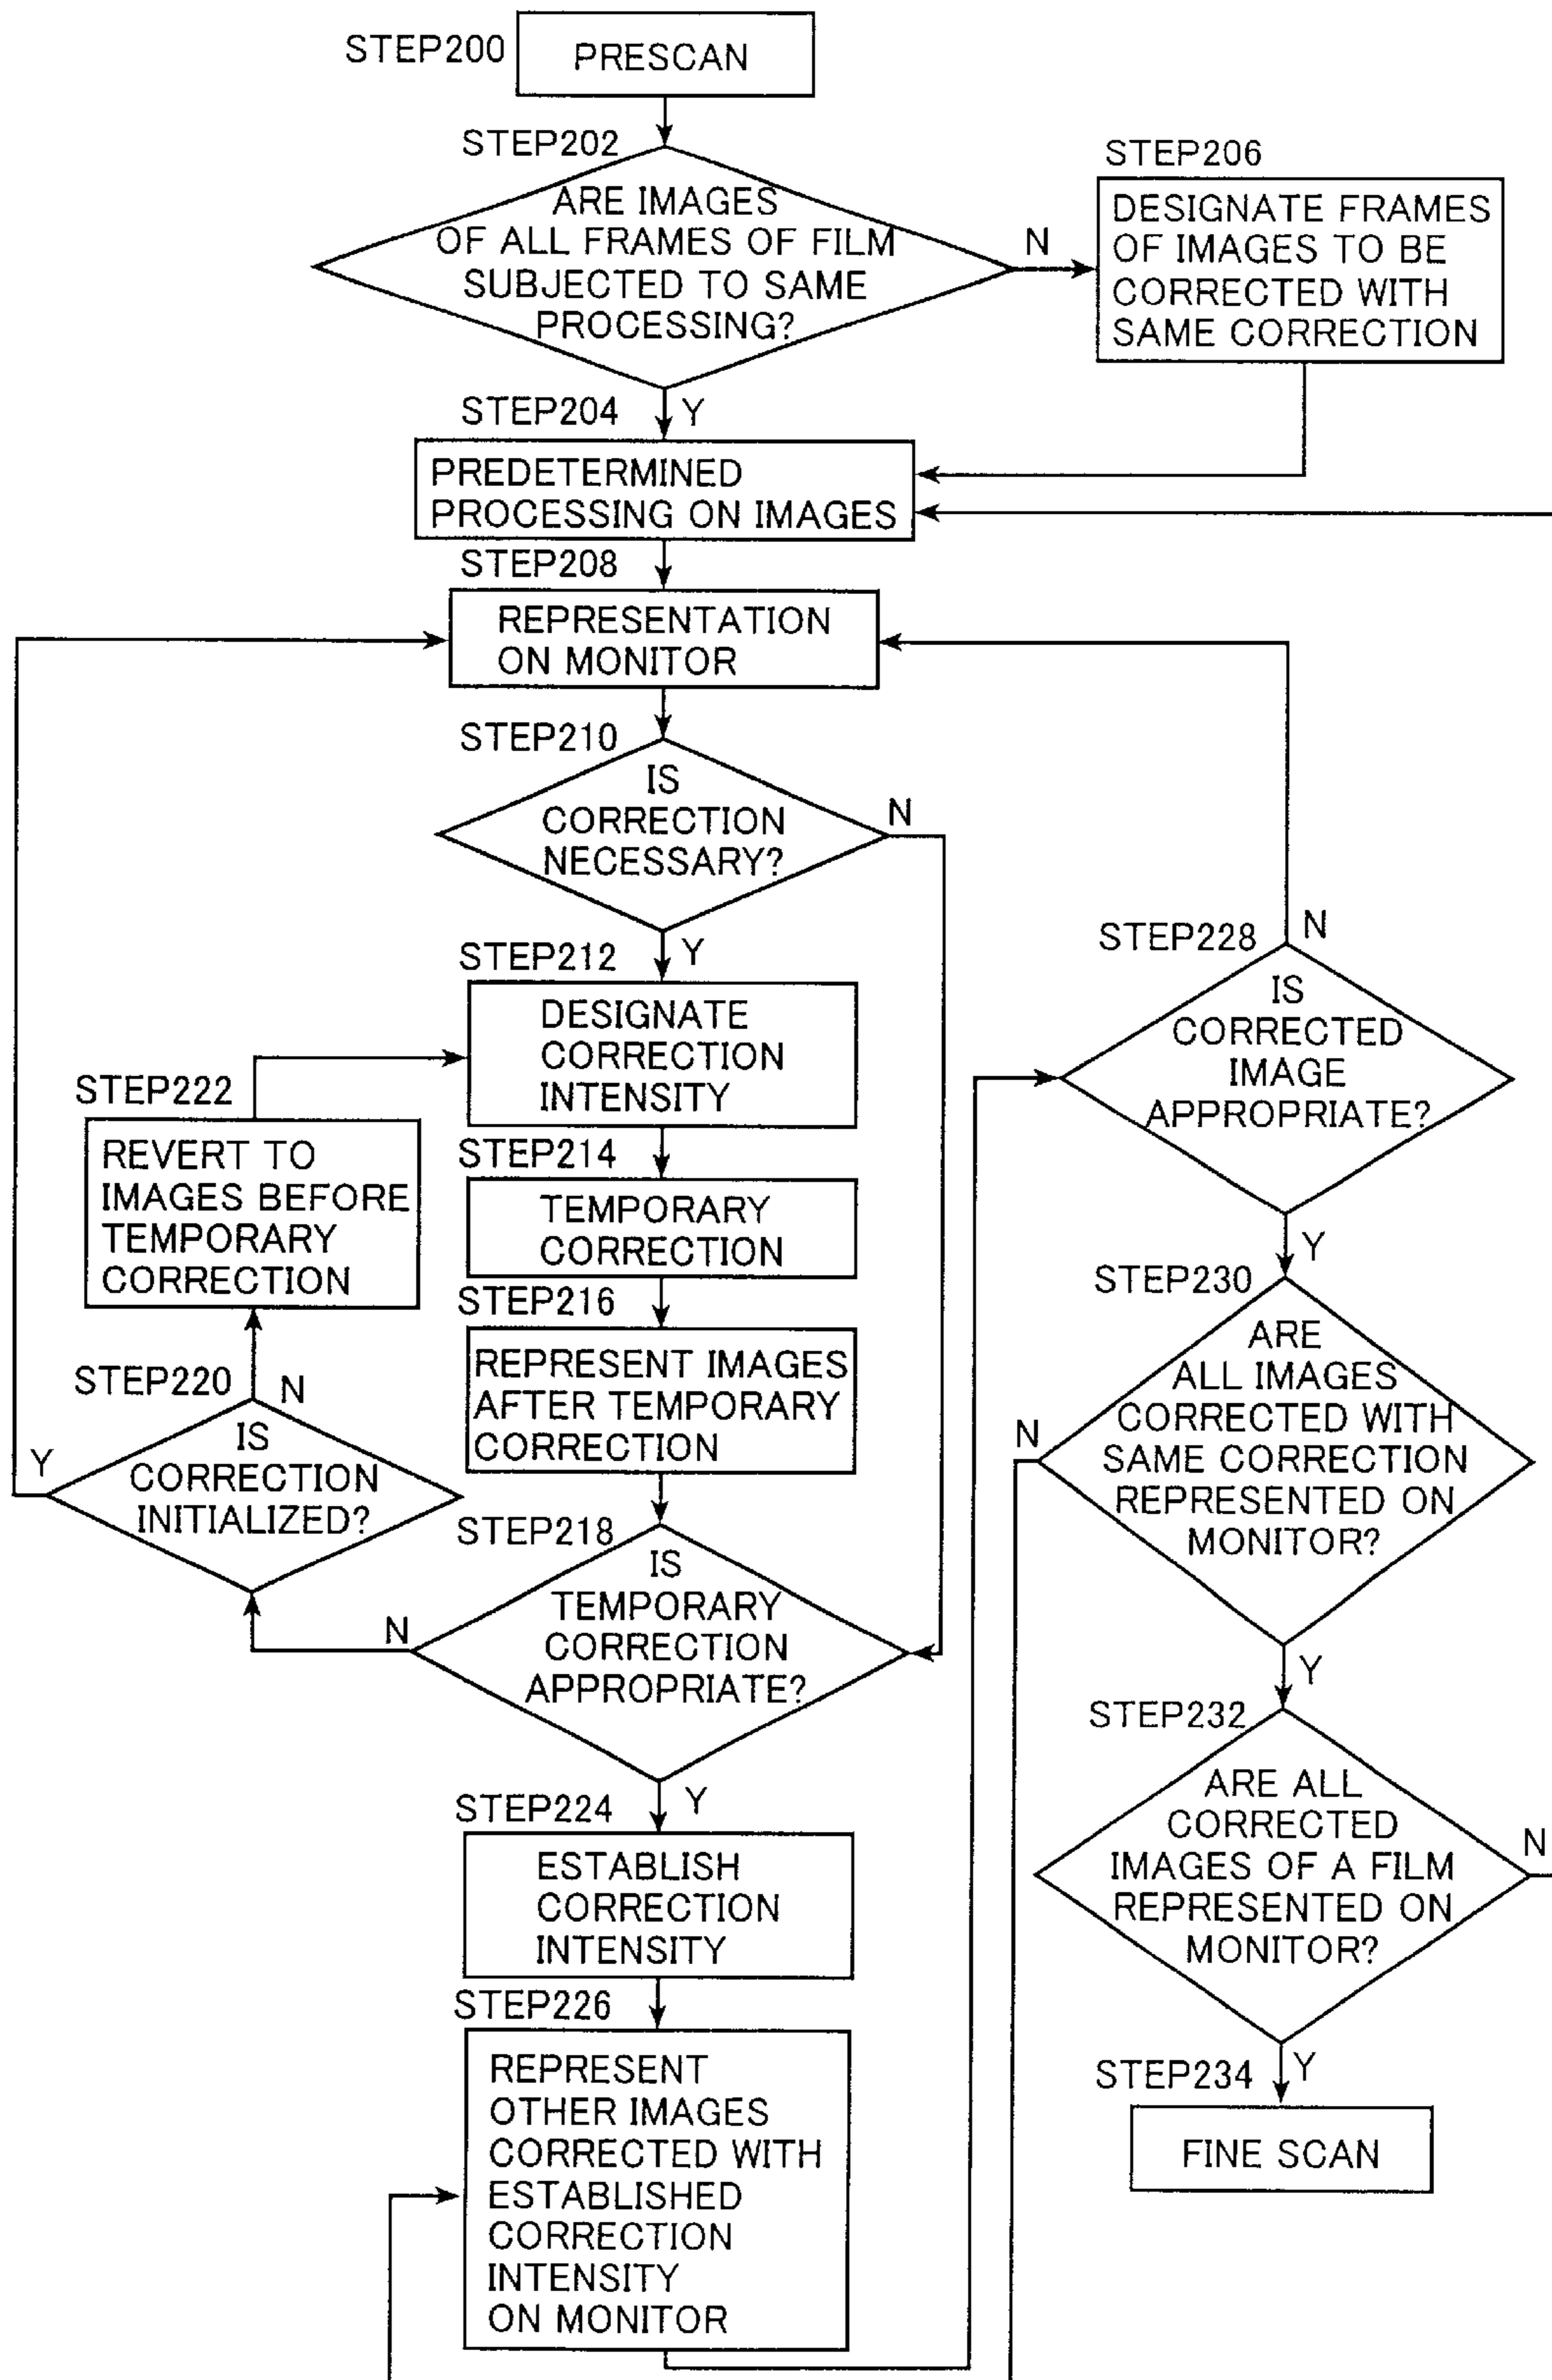 STEP200
PRESCAN
STEP202
ARE IMAGES
OF ALL FRAMES OF FILM
SUBJECTED TO SAME
PROCESSING?
N
STEP206
DESIGNATE FRAMES
OF IMAGES TO BE
CORRECTED WITH
SAME CORRECTION
Y
STEP204
PREDETERMINED
PROCESSING ON IMAGES
STEP208
REPRESENTATION
ON MONITOR
STEP210
IS
CORRECTION
NECESSARY?
N
Y
STEP212
DESIGNATE
CORRECTION
INTENSITY
STEP214
TEMPORARY
CORRECTION
STEP216
REPRESENT IMAGES
AFTER TEMPORARY
CORRECTION
STEP218
IS
TEMPORARY
CORRECTION
APPROPRIATE?
N
Y
STEP220
IS
CORRECTION
INITIALIZED?
Y
N
STEP222
REVERT TO
IMAGES BEFORE
TEMPORARY
CORRECTION
STEP224
ESTABLISH
CORRECTION
INTENSITY
STEP226
REPRESENT
OTHER IMAGES
CORRECTED WITH
ESTABLISHED
CORRECTION
INTENSITY
ON MONITOR
STEP228
N
IS
CORRECTED
IMAGE
APPROPRIATE?
Y
STEP230
ARE
ALL IMAGES
CORRECTED WITH
SAME CORRECTION
REPRESENTED ON
MONITOR?
N
Y
STEP232
ARE ALL
CORRECTED
IMAGES OF A FILM
REPRESENTED ON
MONITOR?
N
Y
STEP234
FINE SCAN